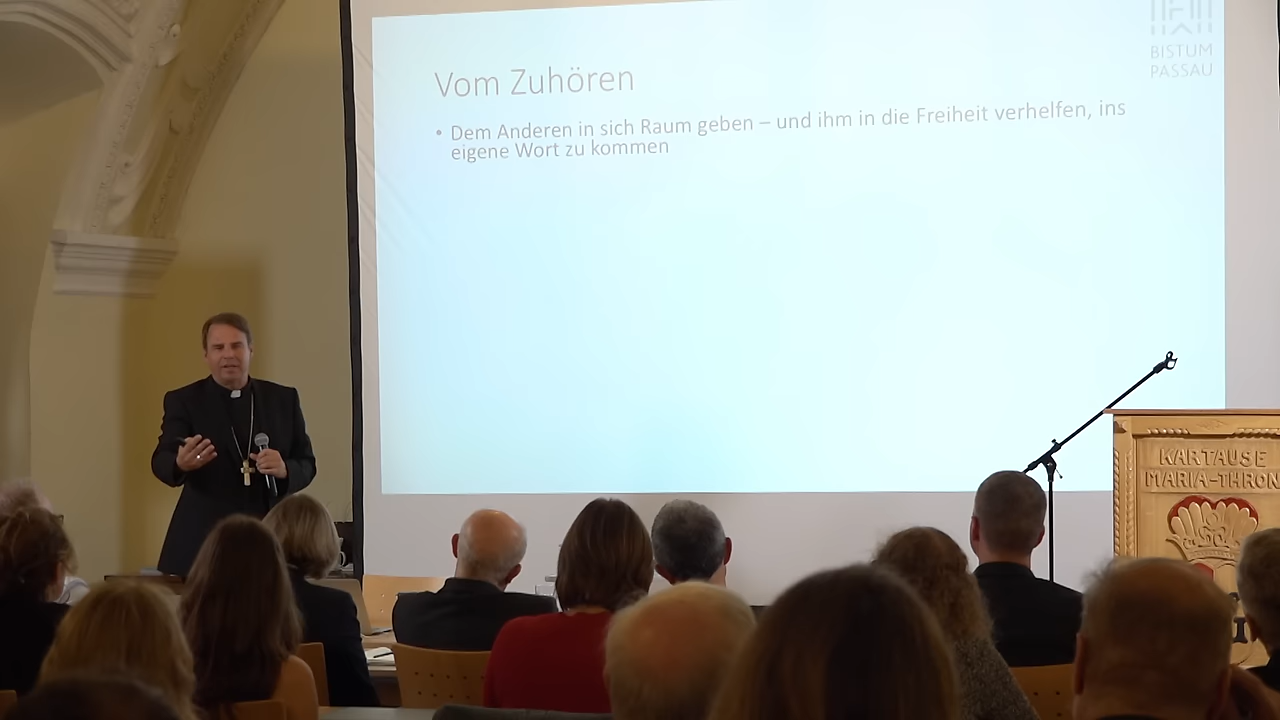 BISTUM
PASSAU
Vom Zuhören
• Dem Anderen in sich Raum geben – und ihm in die Freiheit verhelfen, ins
eigene Wort zu kommen
KARTAUSE
MARIA-THRON